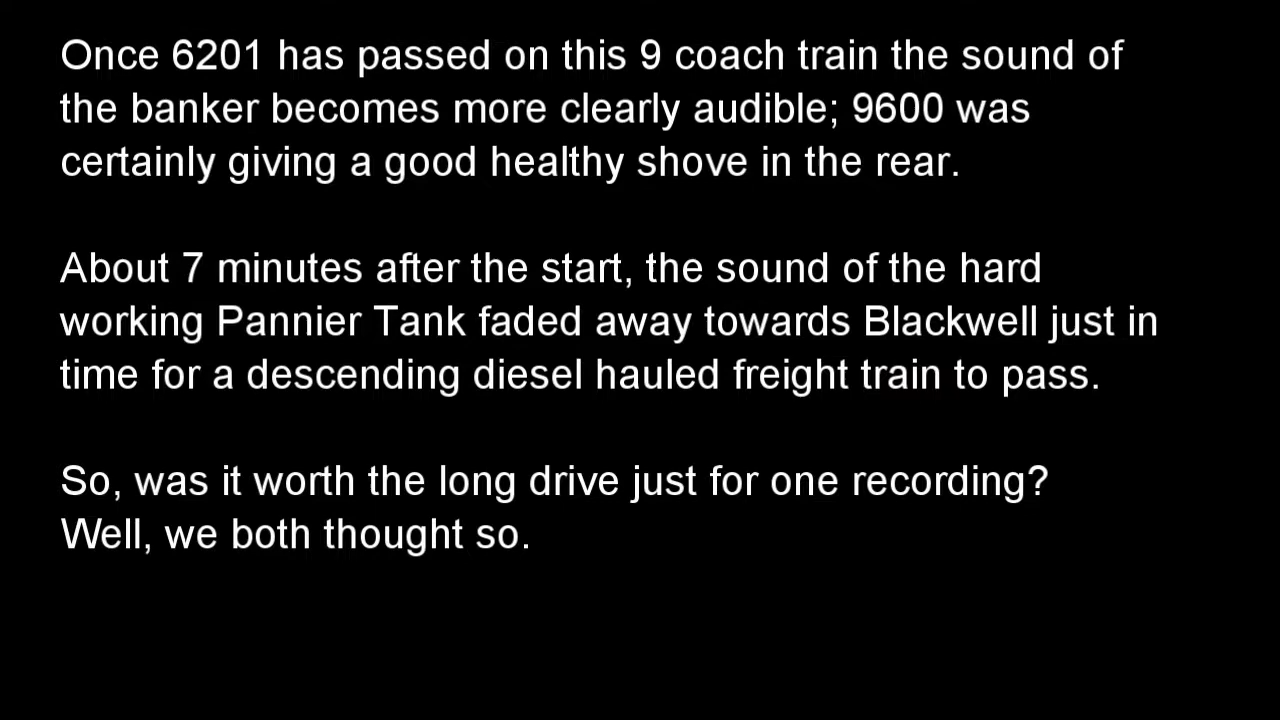 Once 6201 has passed on this 9 coach train the sound of
the banker becomes more clearly audible; 9600 was
certainly giving a good healthy shove in the rear.
About 7 minutes after the start, the sound of the hard
working Pannier Tank faded away towards Blackwell just in
time for a descending diesel hauled freight train to pass.
So, was it worth the long drive just for one recording?
Well, we both thought so.